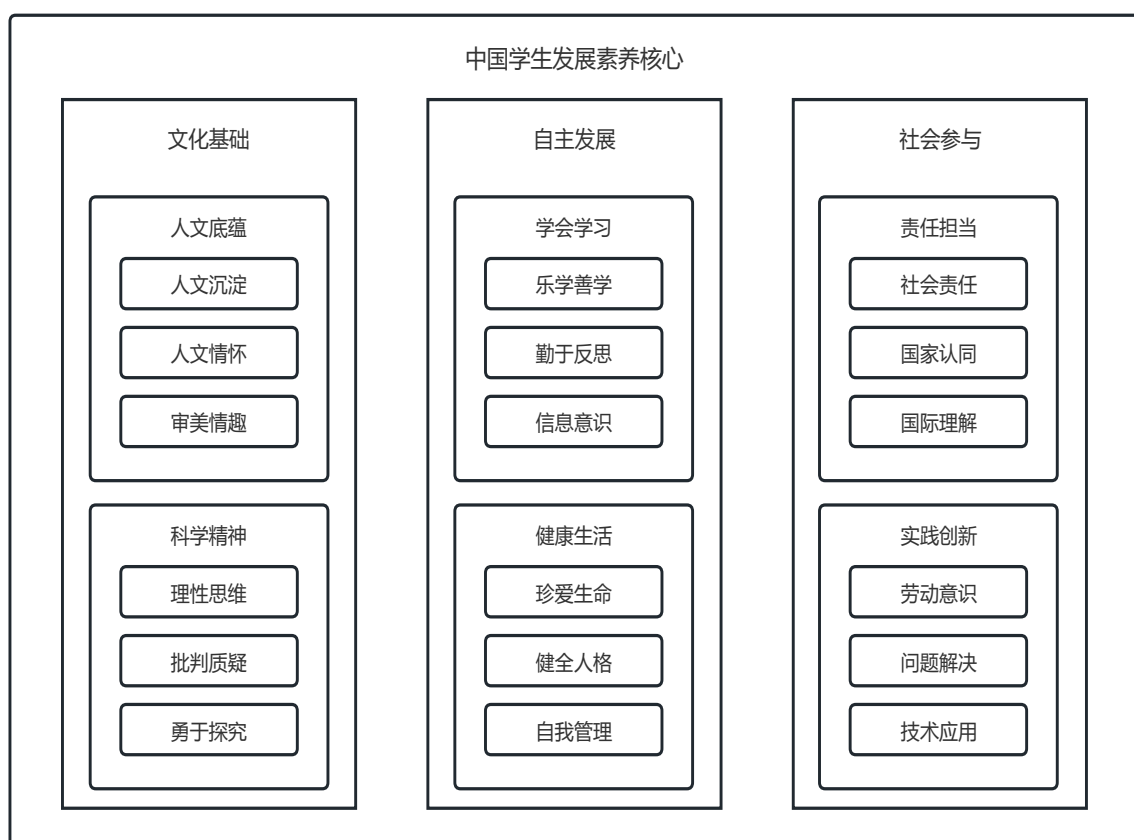 中国学生发展素养核心
文化基础
人文底蕴
人文沉淀
人文情怀
审美情趣
科学精神
理性思维
批判质疑
勇于探究
自主发展
学会学习
乐学善学
勤于反思
信息意识
健康生活
珍爱生命
健全人格
自我管理
社会参与
责任担当
社会责任
国家认同
国际理解
实践创新
劳动意识
问题解决
技术应用